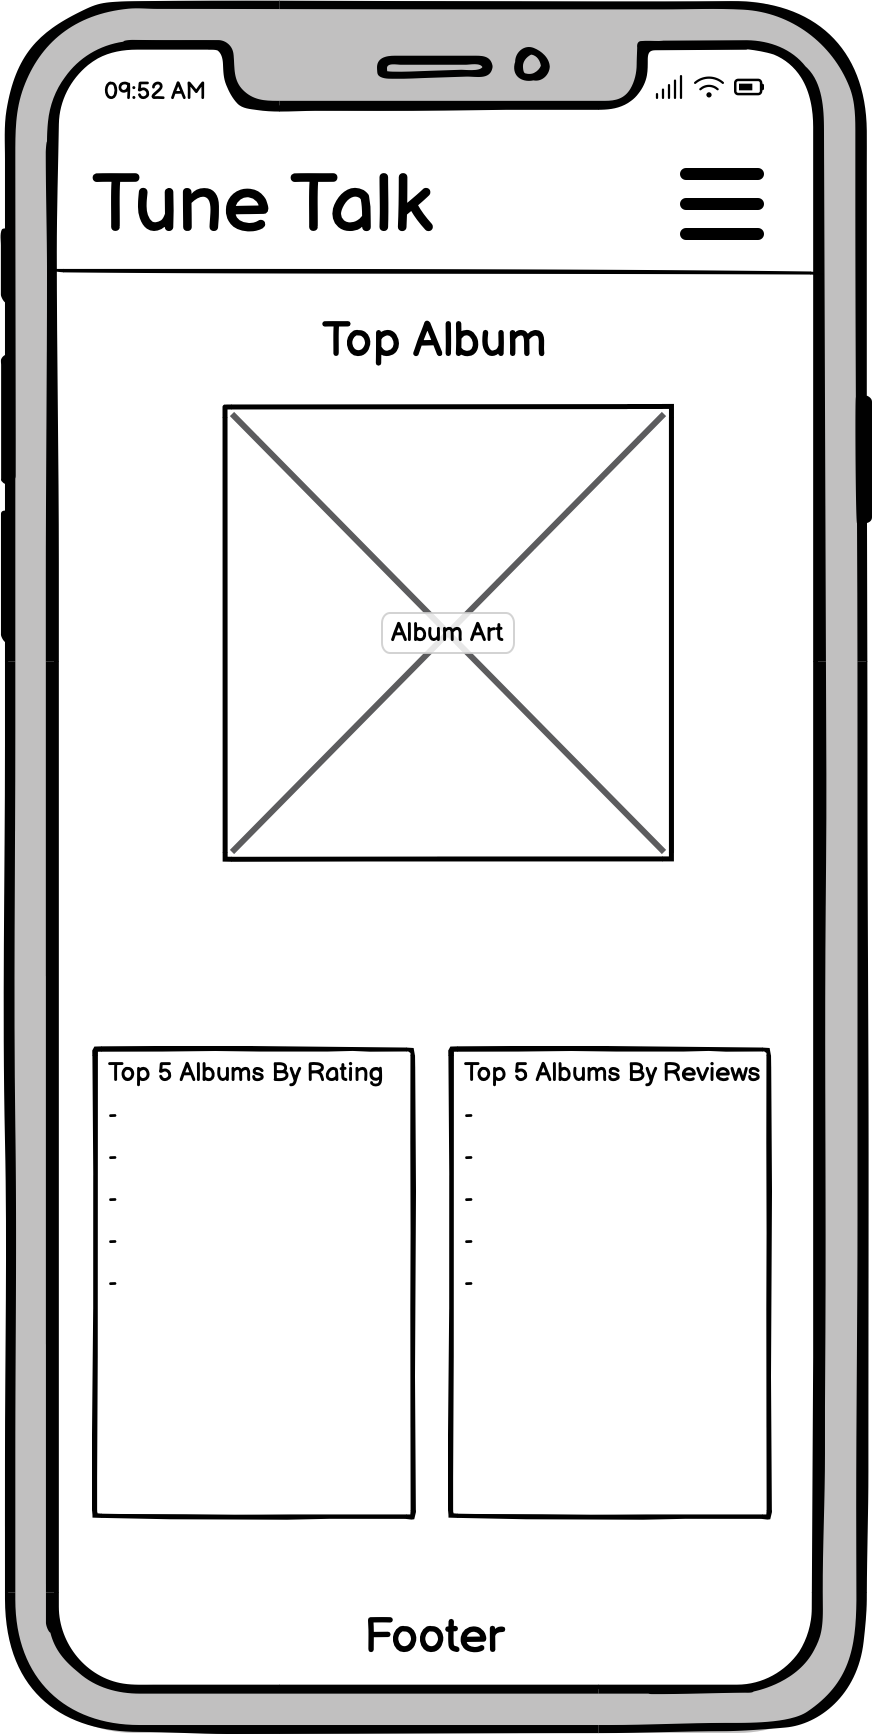 09:52 AM
Tune Talk
Top Album
Album Art
Top 5 Albums By Rating
-
-
-
-
-
Top 5 Albums By Reviews
-
-
-
-
-
Footer